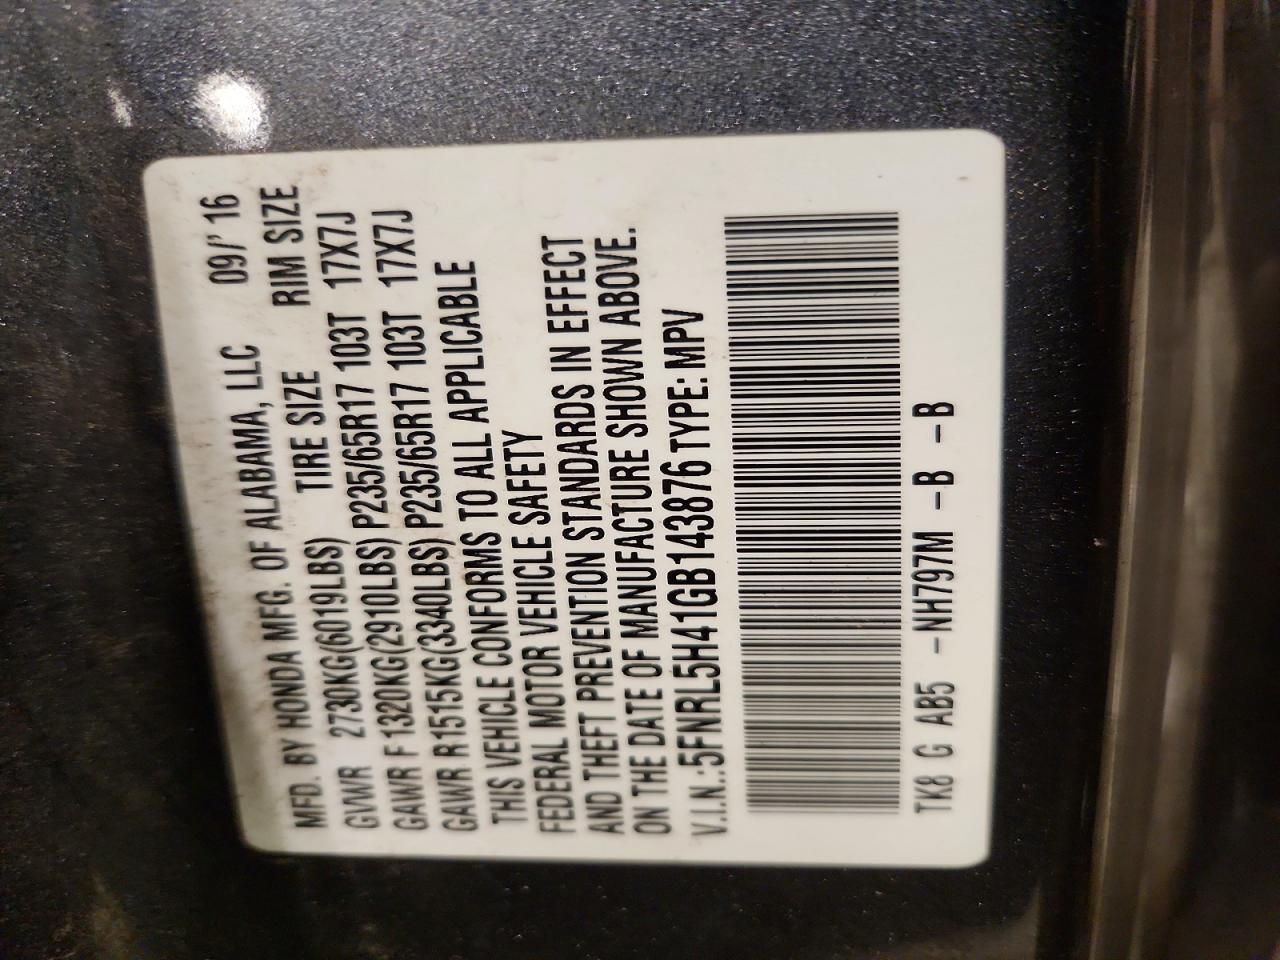 MFD. BY HONDA MFG. OF ALABAMA, LLC 09/' 16
GVWR 2730KG(6019LBS) TIRE SIZE RIM SIZE
GAWR F 1320KG(2910LBS) P235/65R17 103T 17X7J
GAWR R1515KG(3340LBS) P235/65R17 103T 17X7J
THIS VEHICLE CONFORMS TO ALL APPLICABLE
FEDERAL MOTOR VEHICLE SAFETY
AND THEFT PREVENTION STANDARDS IN EFFECT
ON THE DATE OF MANUFACTURE SHOWN ABOVE.
V.I.N.:5FNRL5H41GB143876 TYPE: MPV
TK8 G AB5 -NH797M -B -B